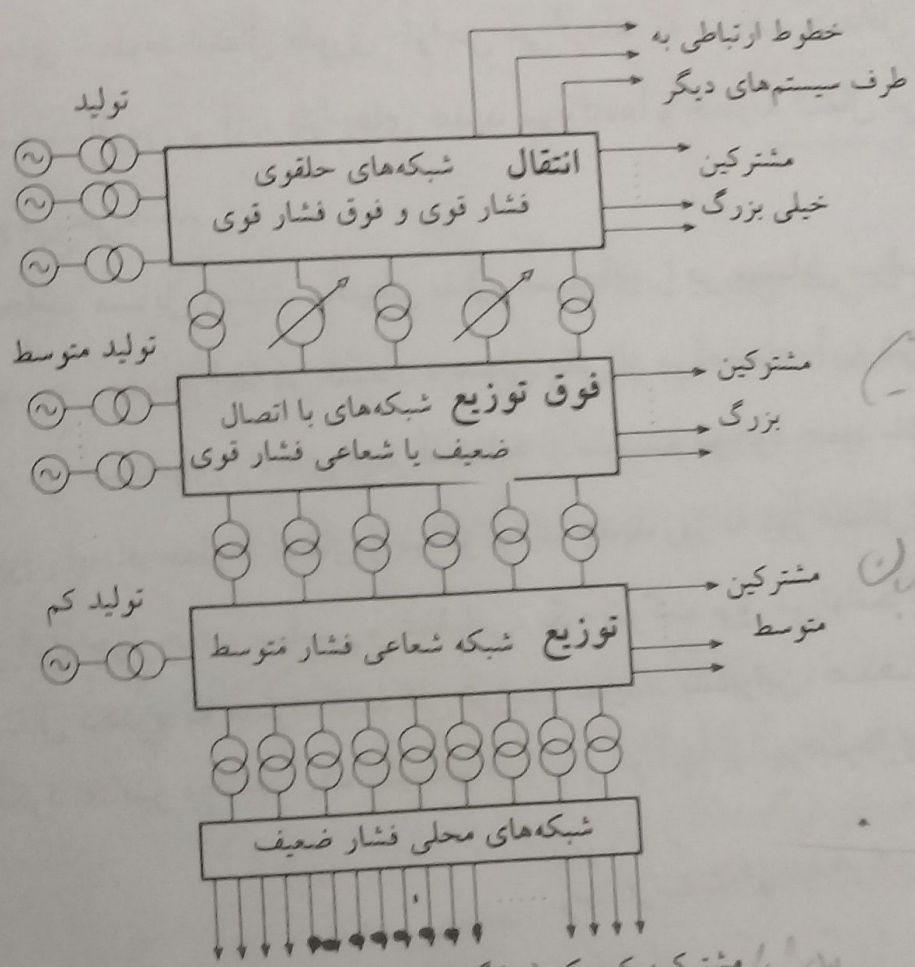 خطوط ارتباطی به
طرف سیستم‌های دیگر
تولید
انتقال شبکه‌های حلقوی
فشار قوی و فوق فشار قوی
مشترکین
خیلی بزرگ
تولید متوسط
فوق توزیع شبکه‌های با اتصال
ضعیف یا شعاعی فشار قوی
مشترکین
بزرگ
تولید کم
توزیع شبکه شعاعی فشار متوسط
مشترکین
متوسط
شبکه‌های محلی فشار ضعیف